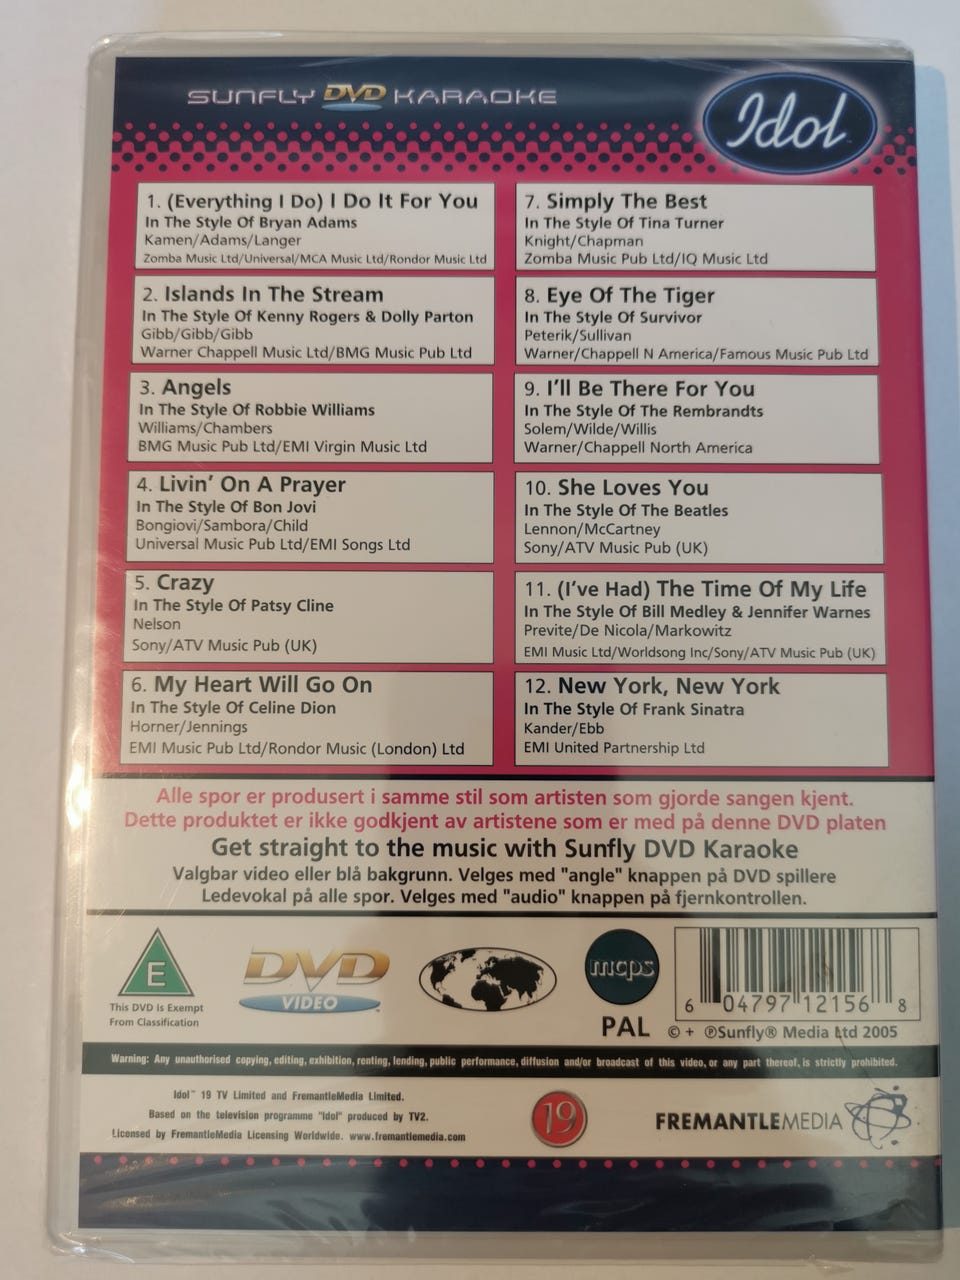 SUNFLY DVD KARAOKE
Idol
1. (Everything I Do) I Do It For You
In The Style Of Bryan Adams
Kamen/Adams/Langer
Zomba Music Ltd/Universal/MCA Music Ltd/Rondor Music Ltd
2. Islands In The Stream
In The Style Of Kenny Rogers & Dolly Parton
Gibb/Gibb/Gibb
Warner Chappell Music Ltd/BMG Music Pub Ltd
3. Angels
In The Style Of Robbie Williams
Williams/Chambers
BMG Music Pub Ltd/EMI Virgin Music Ltd
4. Livin' On A Prayer
In The Style Of Bon Jovi
Bongiovi/Sambora/Child
Universal Music Pub Ltd/EMI Songs Ltd
5. Crazy
In The Style Of Patsy Cline
Nelson
Sony/ATV Music Pub (UK)
6. My Heart Will Go On
In The Style Of Celine Dion
Horner/Jennings
EMI Music Pub Ltd/Rondor Music (London) Ltd
7. Simply The Best
In The Style Of Tina Turner
Knight/Chapman
Zomba Music Pub Ltd/IQ Music Ltd
8. Eye Of The Tiger
In The Style Of Survivor
Peterik/Sullivan
Warner/Chappell N America/Famous Music Pub Ltd
9. I'll Be There For You
In The Style Of The Rembrandts
Solem/Wilde/Willis
Warner/Chappell North America
10. She Loves You
In The Style Of The Beatles
Lennon/McCartney
Sony/ATV Music Pub (UK)
11. (I've Had) The Time Of My Life
In The Style Of Bill Medley & Jennifer Warnes
Previte/De Nicola/Markowitz
EMI Music Ltd/Worldsong Inc/Sony/ATV Music Pub (UK)
12. New York, New York
In The Style Of Frank Sinatra
Kander/Ebb
EMI United Partnership Ltd
Alle spor er produsert i samme stil som artisten som gjorde sangen kjent.
Dette produktet er ikke godkjent av artistene som er med på denne DVD platen
Get straight to the music with Sunfly DVD Karaoke
Valgbar video eller blå bakgrunn. Velges med "angle" knappen på DVD spillere
Ledevokal på alle spor. Velges med "audio" knappen på fjernkontrollen.
E
This DVD Is Exempt
From Classification
DVD
VIDEO
mcps
PAL
6 04797 12156 8
© + ℗Sunfly® Media Ltd 2005
Warning: Any unauthorised copying, editing, exhibition, renting, lending, public performance, diffusion and/or broadcast of this video, or any part thereof, is strictly prohibited.
Idol™ 19 TV Limited and FremantleMedia Limited.
Based on the television programme "Idol" produced by TV2.
Licensed by FremantleMedia Licensing Worldwide. www.fremantlemedia.com
19
FREMANTLEMEDIA